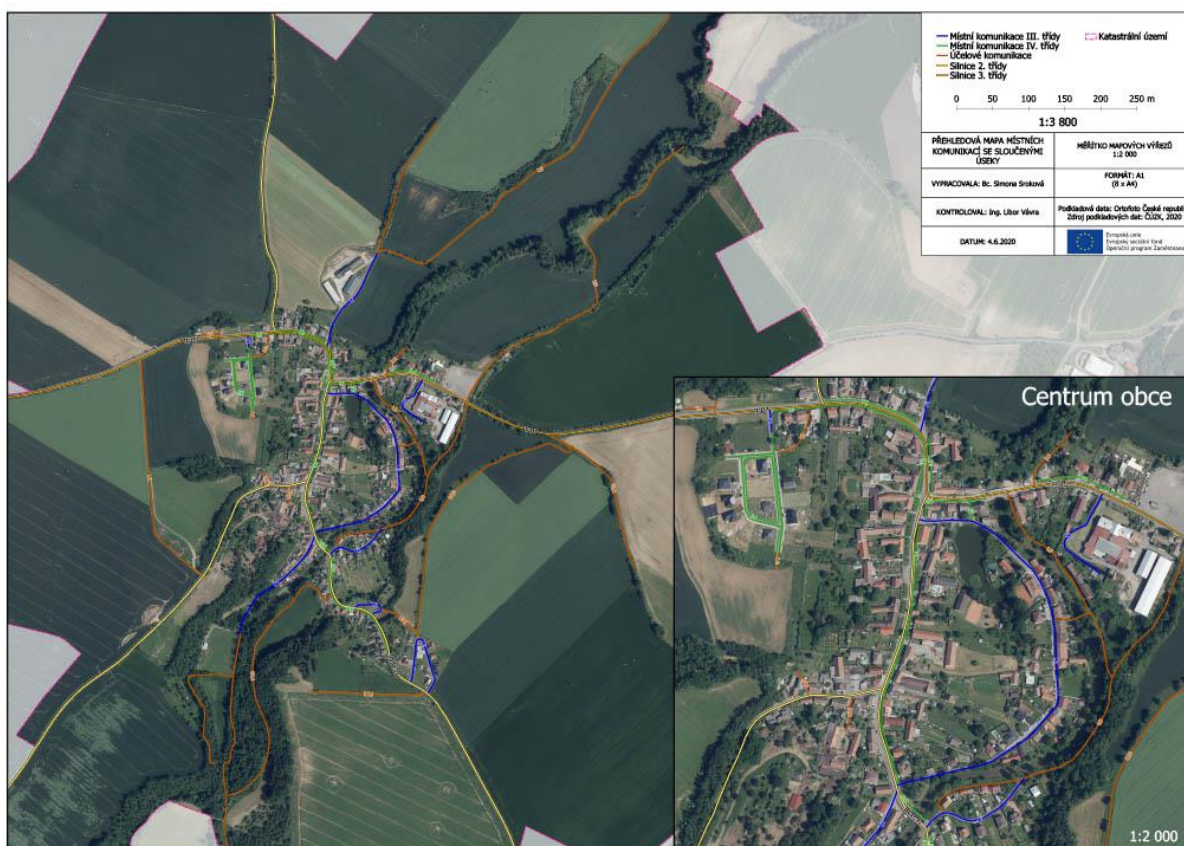 Místní komunikace III. třídy
Místní komunikace IV. třídy
Účelové komunikace
Silnice 2. třídy
Silnice 3. třídy
Katastrální území
0 50 100 150 200 250 m
1:3 800
PŘEHLEDOVÁ MAPA MÍSTNÍCH
KOMUNIKACÍ SE SLOUČENÝMI
ÚSEKY
MĚŘÍTKO MAPOVÝCH VÝŘEZŮ
1:2 000
VYPRACOVALA: Bc. Simona Sroková
FORMÁT: A1
(8 x A4)
KONTROLOVAL: Ing. Libor Vávra
Podkladová data: Ortofoto České republi
Zdroj podkladových dat: ČÚZK, 2020
DATUM: 4.6.2020
Evropská unie
Evropský sociální fond
Operační program Zaměstnanos
Centrum obce
1:2 000